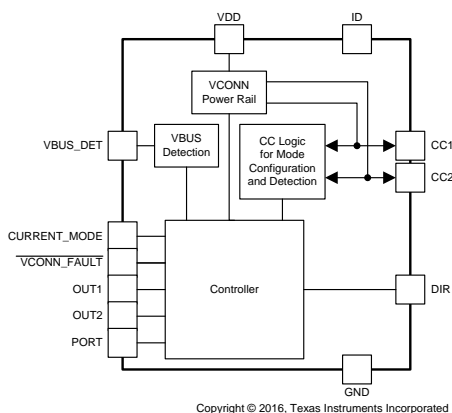 VDD
ID
VCONN
Power Rail
VBUS_DET
VBUS
Detection
CC Logic
for Mode
Configuration
and Detection
CC1
CC2
CURRENT_MODE
VCONN_FAULT
OUT1
OUT2
PORT
Controller
DIR
GND
Copyright © 2016, Texas Instruments Incorporated